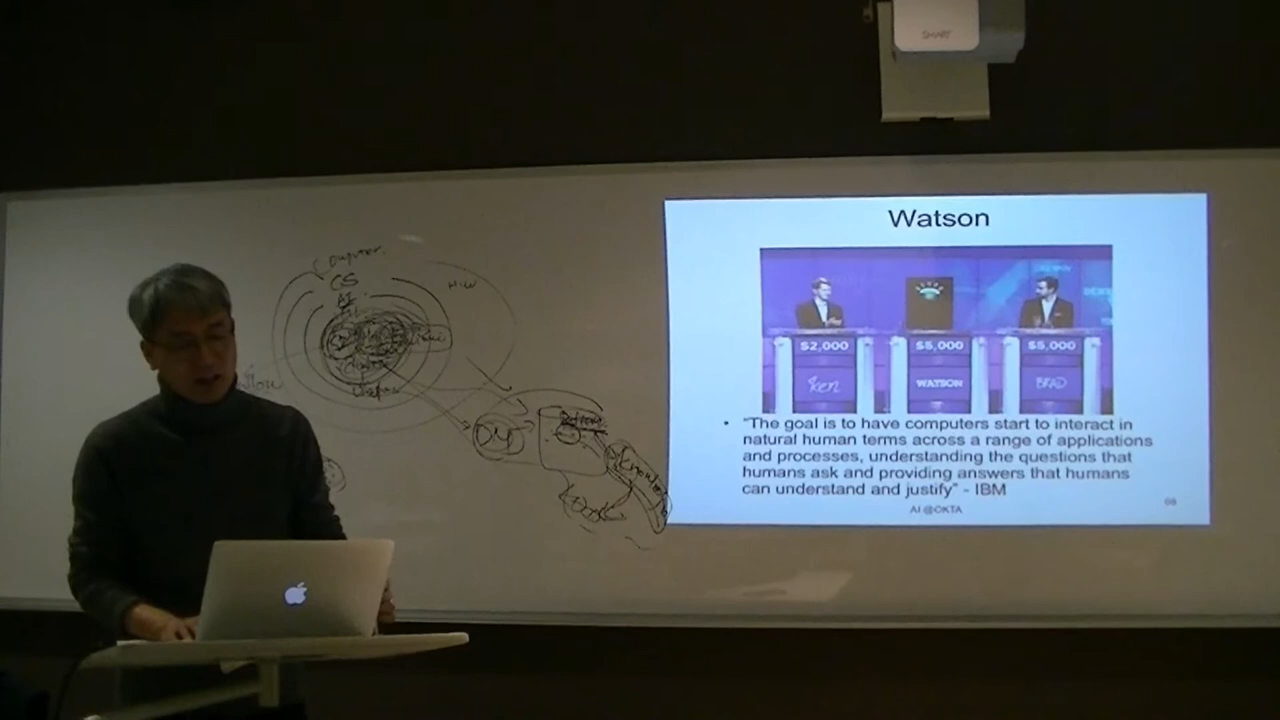 SMART
Computer
CS
AI
H.W
Watson
$2,000
$5,000
$5,000
Ken
WATSON
BRAD
• "The goal is to have computers start to interact in
natural human terms across a range of applications
and processes, understanding the questions that
humans ask and providing answers that humans
can understand and justify" - IBM
AI @OKTA
68